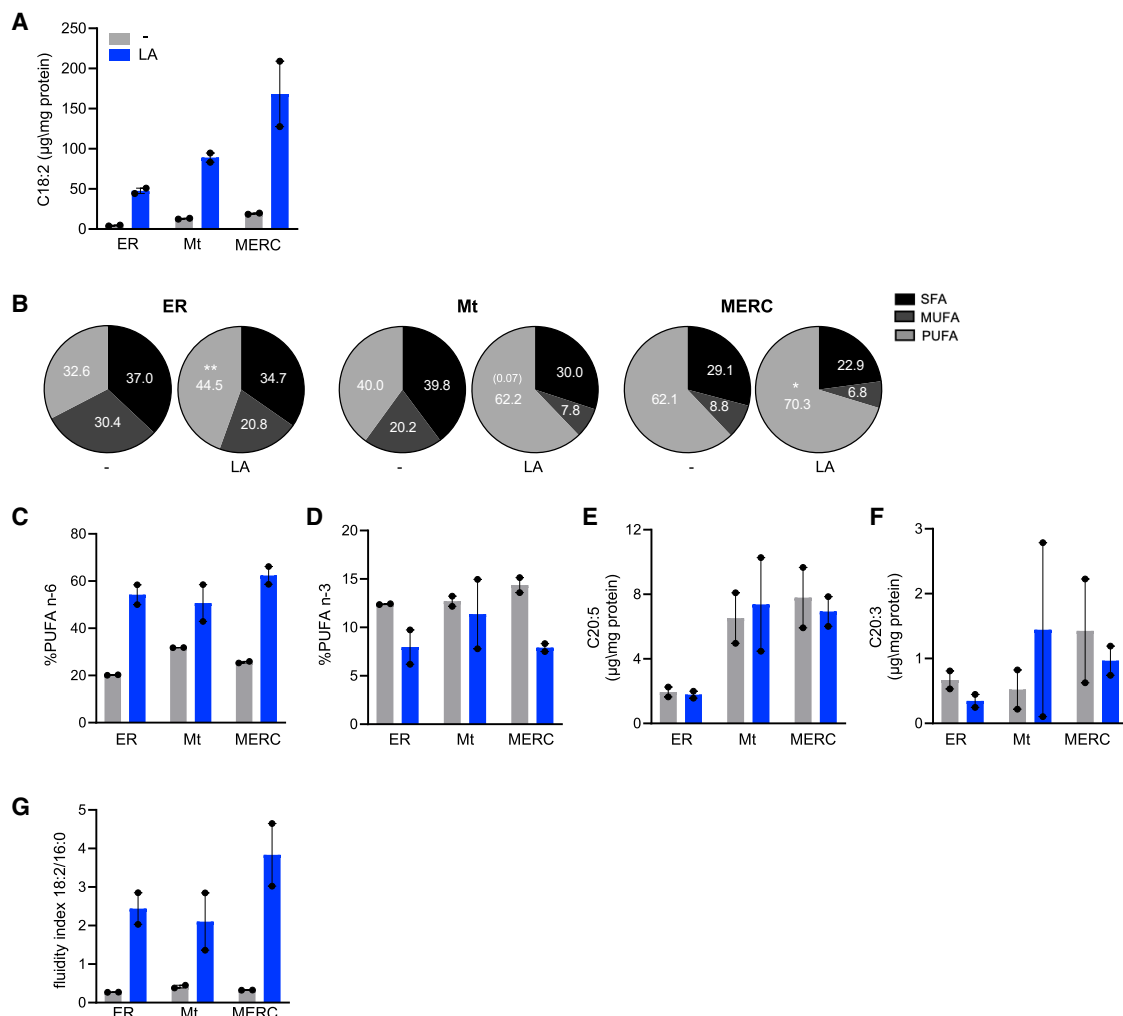 A
C18:2 (µg\mg protein)
250
200
150
100
50
0
-
LA
ER
Mt
MERC
B
ER
Mt
MERC
SFA
MUFA
PUFA
32.6
37.0
30.4
-
**
44.5
34.7
20.8
LA
40.0
39.8
20.2
-
(0.07)
62.2
30.0
7.8
LA
62.1
29.1
8.8
-
*
70.3
22.9
6.8
LA
C
%PUFA n-6
80
60
40
20
0
ER
Mt
MERC
D
%PUFA n-3
20
15
10
5
0
ER
Mt
MERC
E
C20:5
(µg\mg protein)
12
8
4
0
ER
Mt
MERC
F
C20:3
(µg\mg protein)
3
2
1
0
ER
Mt
MERC
G
fluidity index 18:2/16:0
5
4
3
2
1
0
ER
Mt
MERC